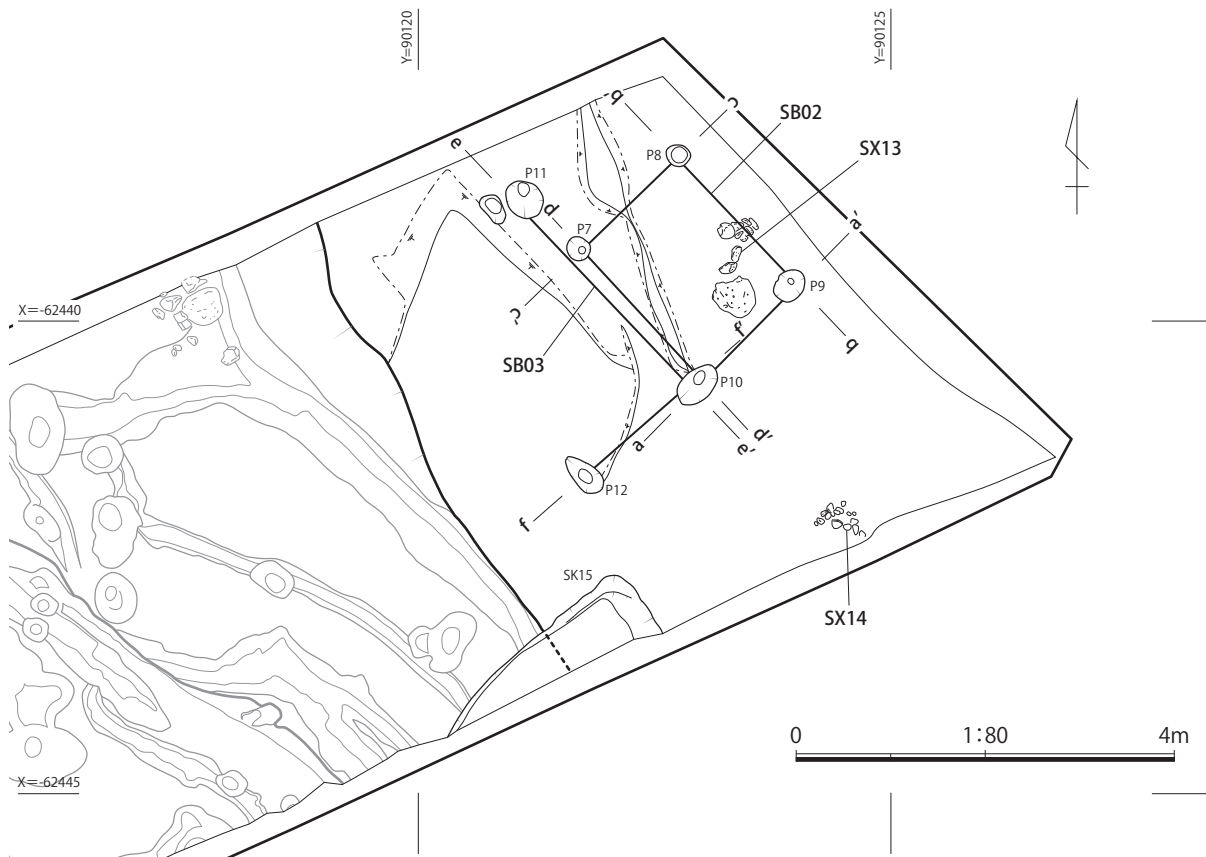 Y=90120
Y=90125
b´
c
SB02
SX13
P8
e
P11
d
a´
P7
P9
c´
X=-62440
f´
b
SB03
P10
d´
e´
a
P12
f
SK15
SX14
0
1:80
4m
X=-62445